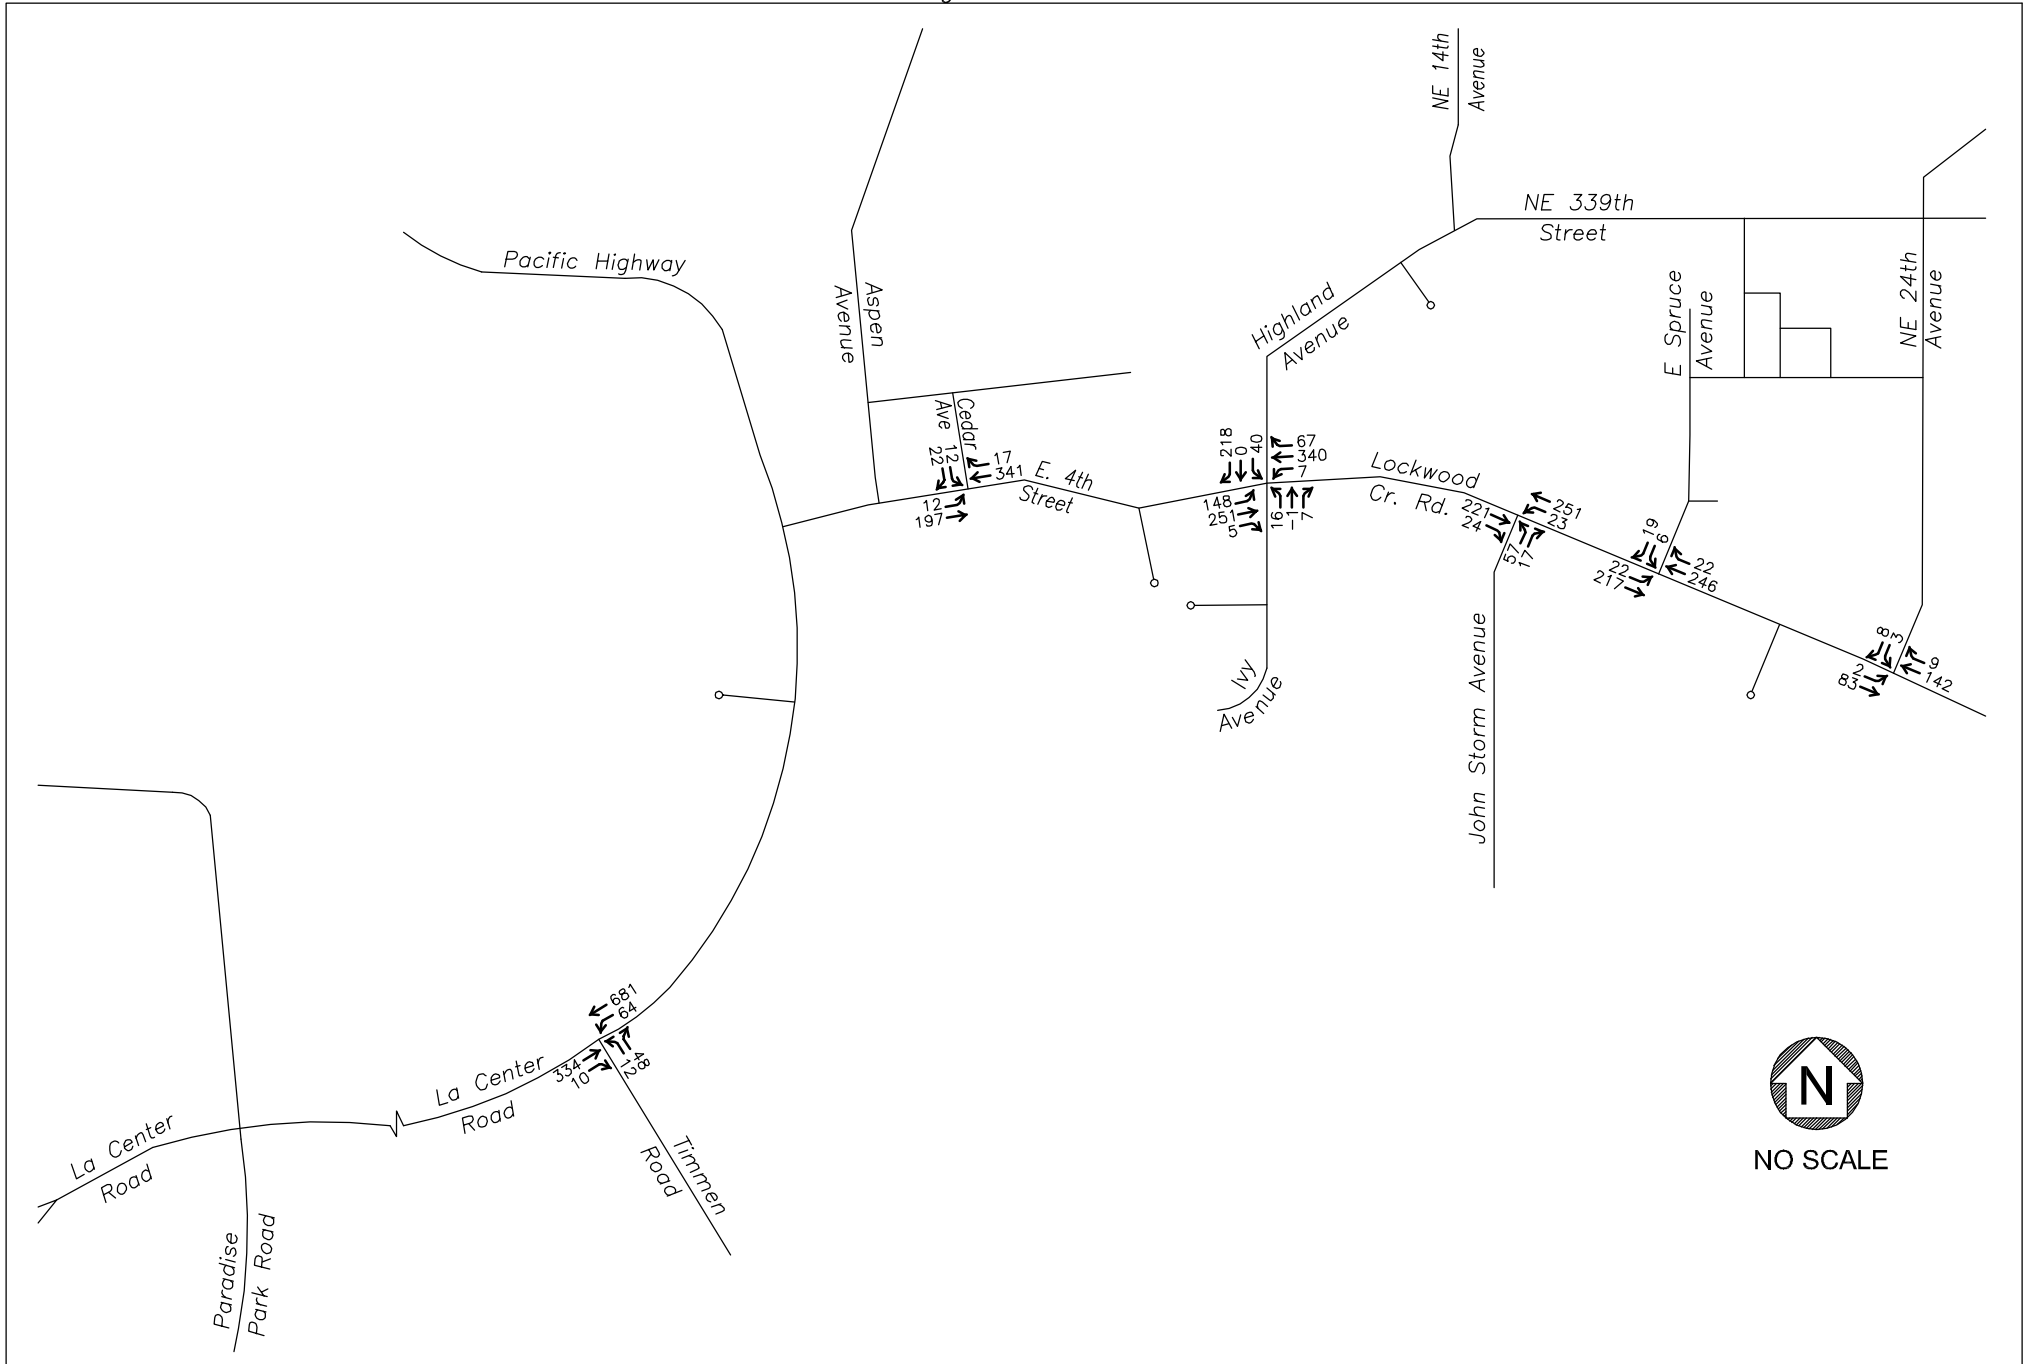 NE 14th
Avenue
NE 339th
Street
Pacific Highway
Aspen
Avenue
Highland
Avenue
E Spruce
Avenue
NE 24th
Avenue
Cedar
Ave
22
12
17
341
12
197
E. 4th
Street
218
0
40
67
340
7
148
251
5
16
1
7
Lockwood
Cr. Rd.
221
24
251
23
57
17
19
6
22
246
22
217
8
3
9
142
2
83
Ivy
Avenue
John Storm Avenue
681
64
334
10
48
12
La Center
Road
La Center
Road
Timmen
Road
Paradise
Park Road
N
NO SCALE